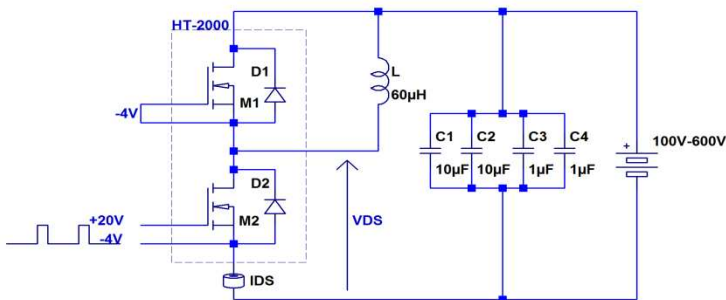 HT-2000
D1
M1
-4V
L
60µH
C1
10µF
C2
10µF
C3
1µF
C4
1µF
100V-600V
+
D2
M2
+20V
-4V
VDS
IDS